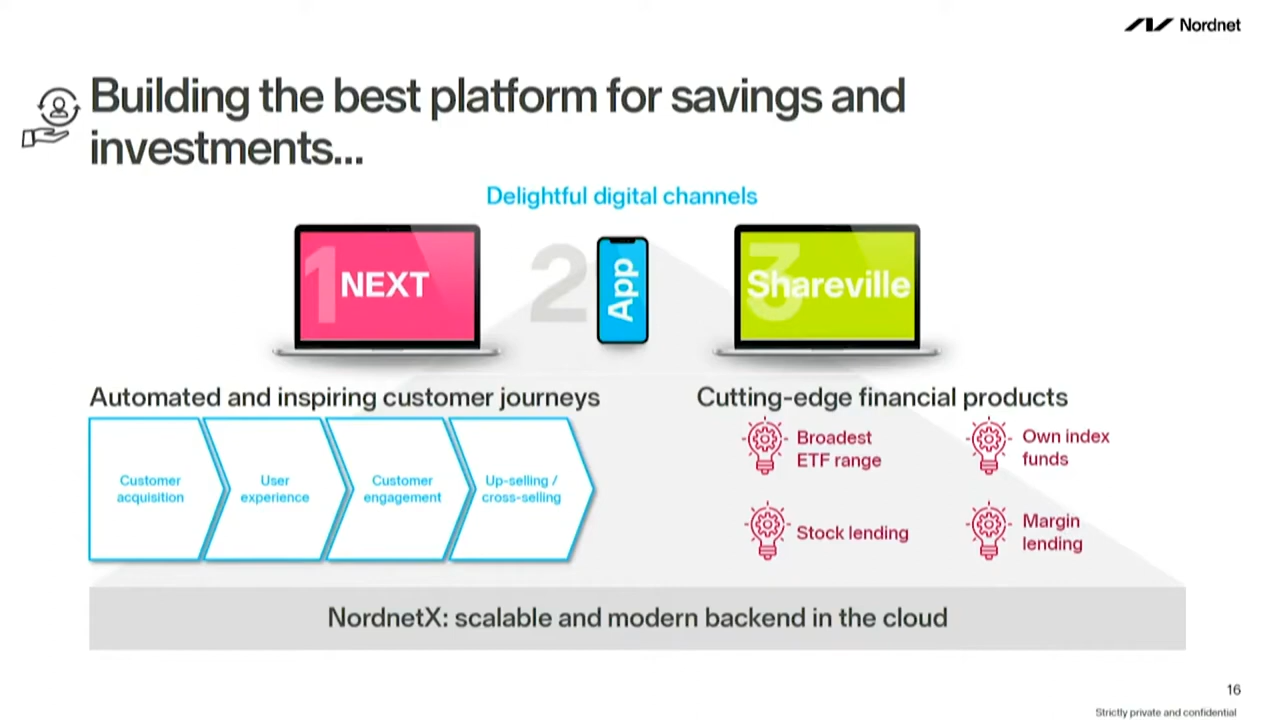 Nordnet
Building the best platform for savings and
investments...
Delightful digital channels
1 NEXT
2 App
3 Shareville
Automated and inspiring customer journeys
Customer
acquisition
User
experience
Customer
engagement
Up-selling /
cross-selling
Cutting-edge financial products
Broadest
ETF range
Own index
funds
Stock lending
Margin
lending
NordnetX: scalable and modern backend in the cloud
16
Strictly private and confidential